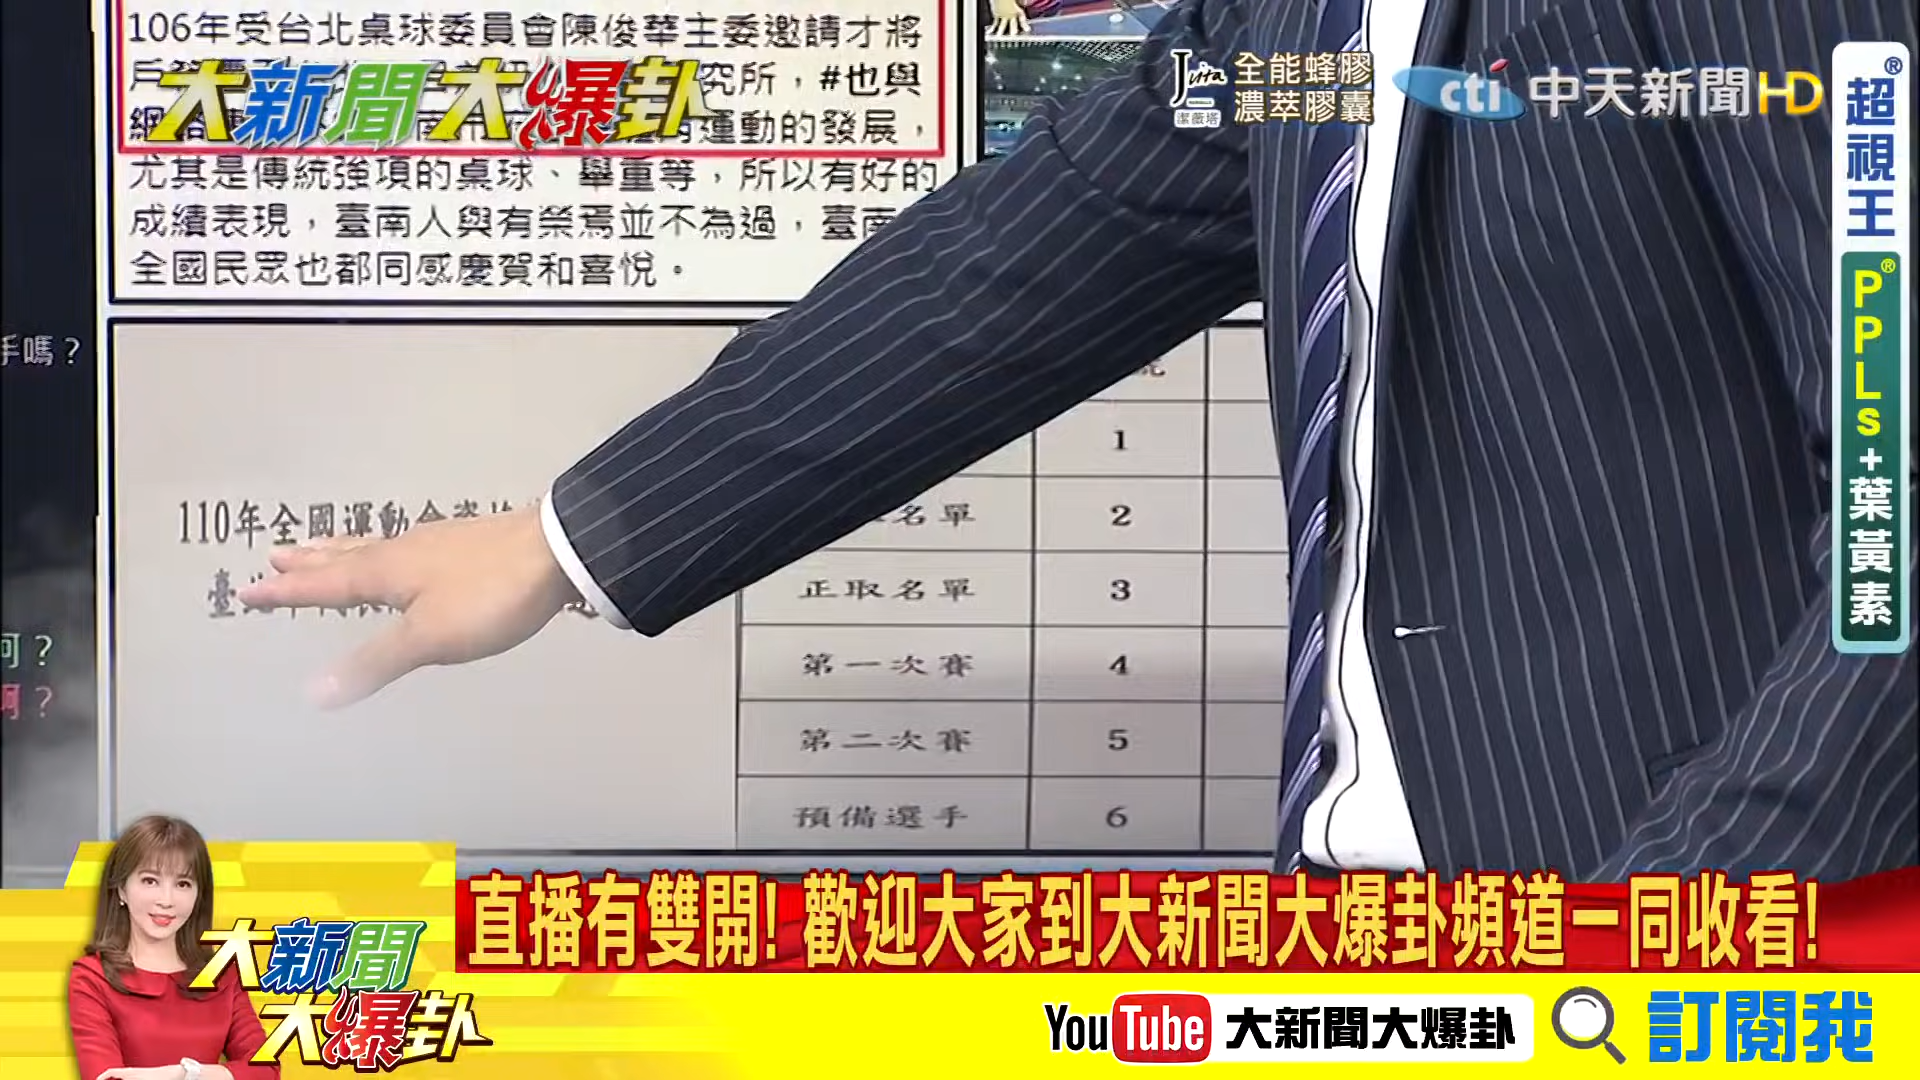 106年受台北桌球委員會陳俊華主委邀請才將
究所,#也與
運動的發展,
尤其是傳統強項的桌球、舉重等,所以有好的
成績表現,臺南人與有榮焉並不為過,臺南
全國民眾也都同感慶賀和喜悅。
大新聞大爆卦
Jvita
潔薇塔
全能蜂膠
濃萃膠囊
cti 中天新聞HD
超視王®
PPLs®+葉黃素
手嗎?
阿?
啊?
110年全國運動會
臺北
1
名單 2
正取名單 3
第一次賽 4
第二次賽 5
預備選手 6
直播有雙開!歡迎大家到大新聞大爆卦頻道一同收看!
大新聞
大爆卦
YouTube 大新聞大爆卦
訂閱我